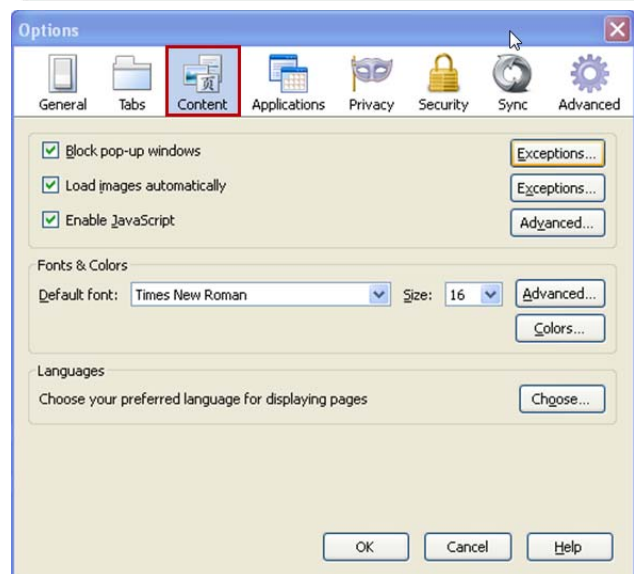 Options
General Tabs Content Applications Privacy Security Sync Advanced
页
Block pop-up windows Exceptions...
Load images automatically Exceptions...
Enable JavaScript Advanced...
Fonts & Colors
Default font: Times New Roman Size: 16 Advanced...
Colors...
Languages
Choose your preferred language for displaying pages Choose...
OK Cancel Help